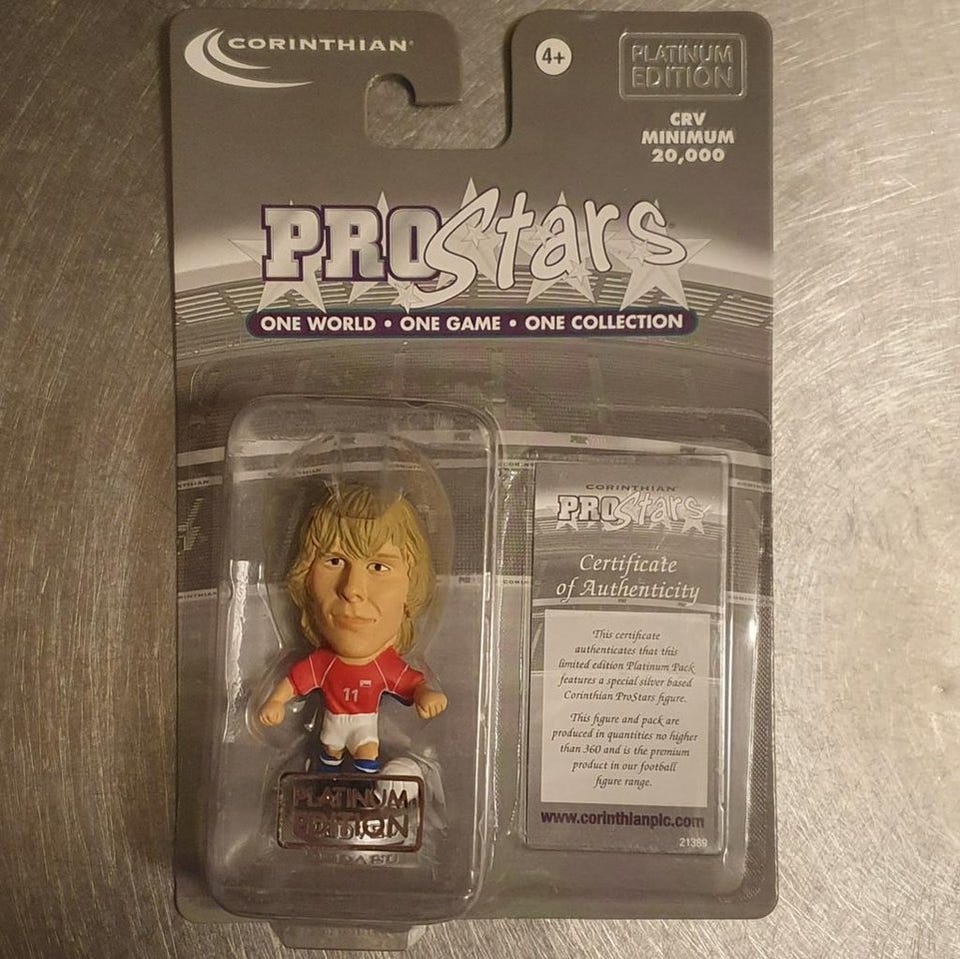 CORINTHIAN
4+
PLATINUM
EDITION
CRV
MINIMUM
20,000
PROStars
ONE WORLD • ONE GAME • ONE COLLECTION
11
PLATINUM
EDITION
CORINTHIAN
PROStars
Certificate
of Authenticity
This certificate
authenticates that this
limited edition Platinum Pack
features a special silver based
Corinthian ProStars figure.
This figure and pack are
produced in quantities no higher
than 360 and is the premium
product in our football
figure range.
www.corinthianplc.com
21389